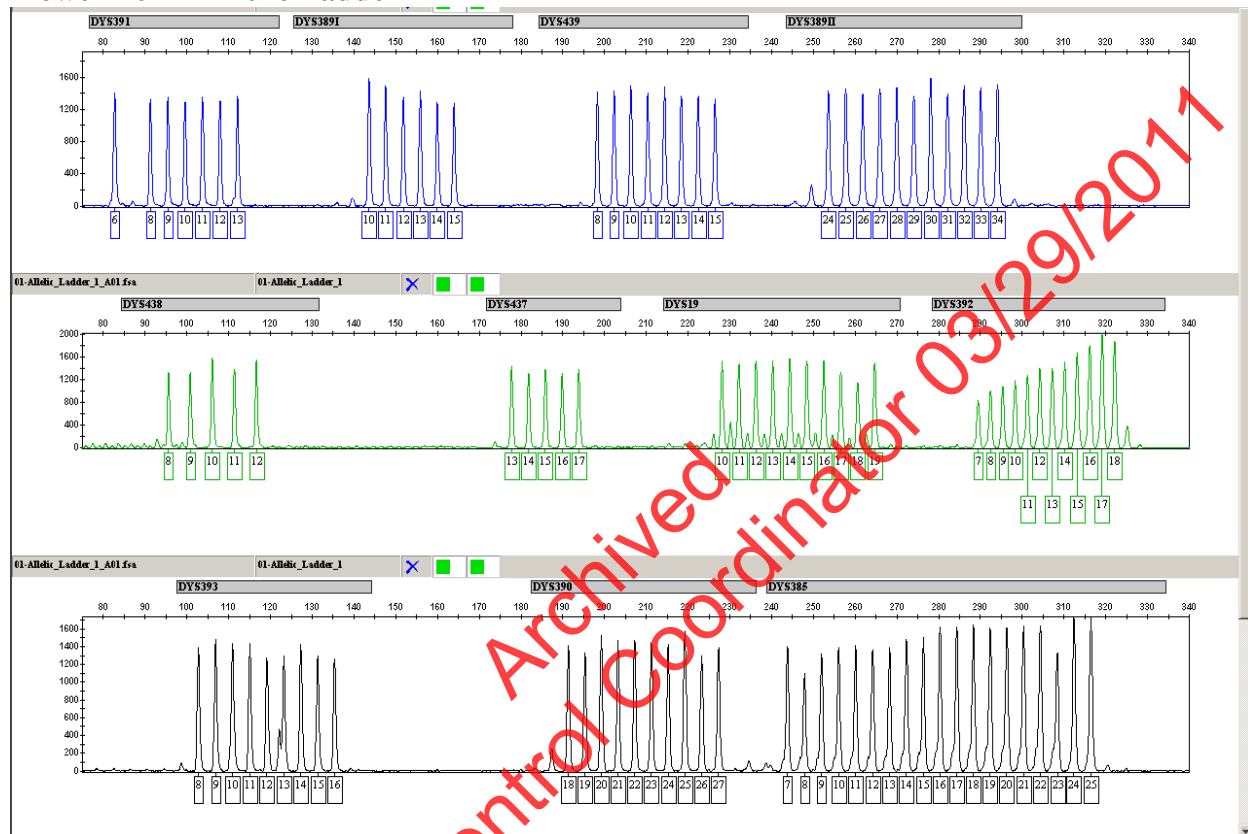 DYS391 DYS389I DYS439 DYS389II
80 90 100 110 120 130 140 150 160 170 180 190 200 210 220 230 240 250 260 270 280 290 300 310 320 330 340
1600
1200
800
400
0
6 8 9 10 11 12 13 10 11 12 13 14 15 8 9 10 11 12 13 14 15 24 25 26 27 28 29 30 31 32 33 34
01-Allelic_Ladder_1_A01.fsa 01-Allelic_Ladder_1
DYS438 DYS437 DYS19 DYS392
80 90 100 110 120 130 140 150 160 170 180 190 200 210 220 230 240 250 260 270 280 290 300 310 320 330 340
2000
1600
1200
800
400
0
8 9 10 11 12 13 14 15 16 17 10 11 12 13 14 15 16 17 18 19 7 8 9 10 12 14 16 18
11 13 15 17
01-Allelic_Ladder_1_A01.fsa 01-Allelic_Ladder_1
DYS393 DYS390 DYS385
80 90 100 110 120 130 140 150 160 170 180 190 200 210 220 230 240 250 260 270 280 290 300 310 320 330 340
1600
1400
1200
1000
800
600
400
200
0
8 9 10 11 12 13 14 15 16 18 19 20 21 22 23 24 25 26 27 7 8 9 10 11 12 13 14 15 16 17 18 19 20 21 22 23 24 25
Archived
ontrol Coordinator 03/29/2011